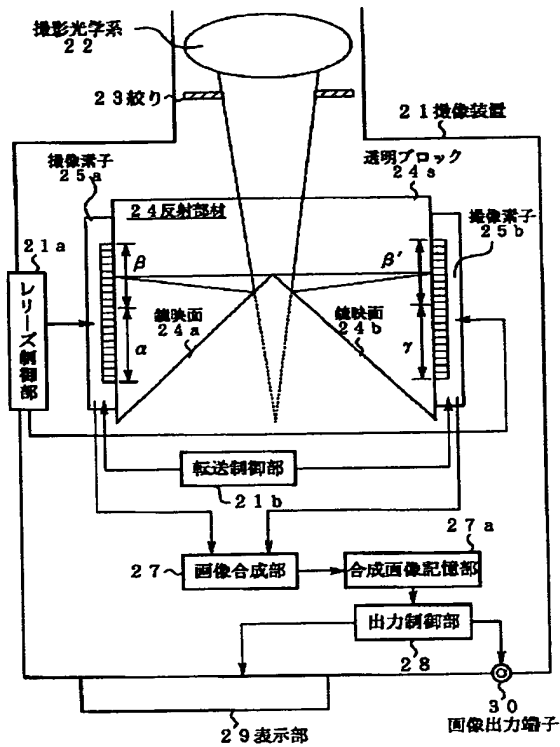 撮影光学系
２２
２３絞り
２１撮像装置
撮像素子
２５ａ
透明ブロック
２４ｓ
２４反射部材
撮像素子
２５ｂ
２１ａ
レリーズ制御部
β
β′
鏡映面
２４ａ
鏡映面
２４ｂ
α
γ
転送制御部
２１ｂ
２７ａ
２７
画像合成部
合成画像記憶部
出力制御部
２８
３０
画像出力端子
２９表示部